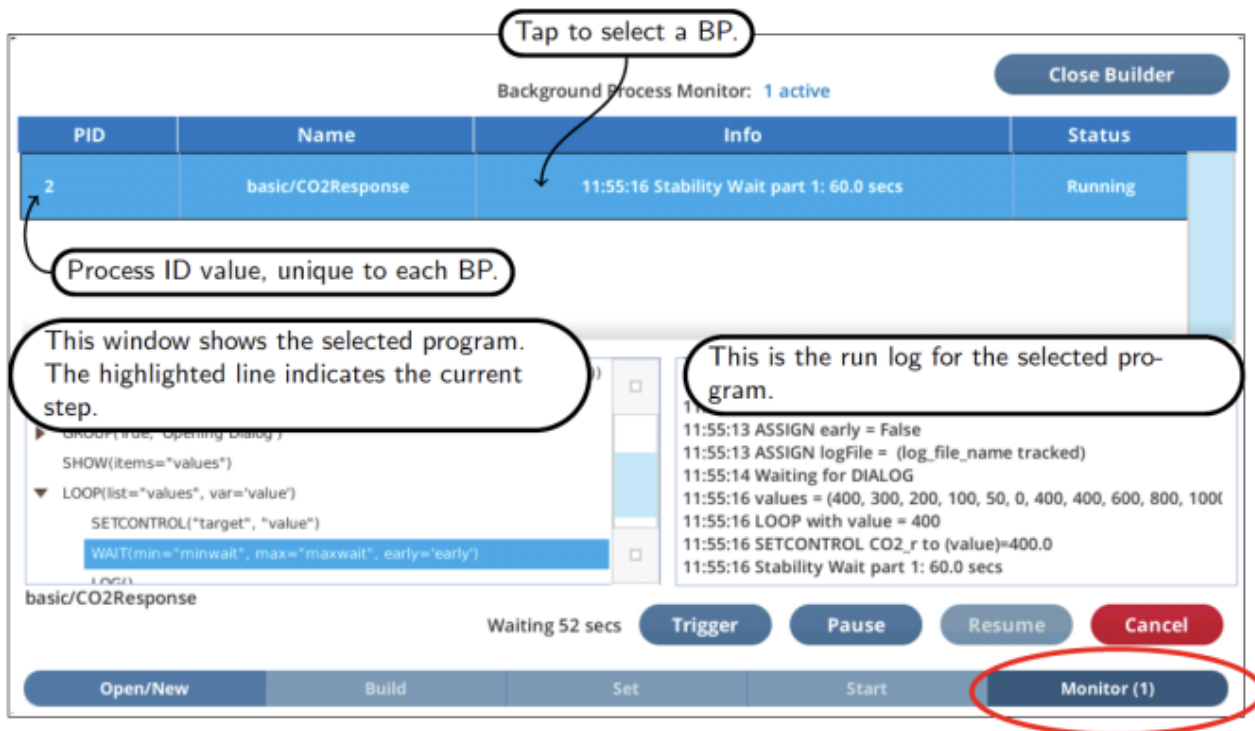 Tap to select a BP.
Close Builder
Background Process Monitor: 1 active
PID Name Info Status
2 basic/CO2Response 11:55:16 Stability Wait part 1: 60.0 secs Running
Process ID value, unique to each BP.
This window shows the selected program.
The highlighted line indicates the current
step.
This is the run log for the selected pro-
gram.
GROUP(True, "Opening Dialog")
SHOW(items="values")
LOOP(list="values", var='value')
SETCONTROL("target", "value")
WAIT(min="minwait", max="maxwait", early='early')
LOG()
11:55:13 ASSIGN early = False
11:55:13 ASSIGN logFile = (log_file_name tracked)
11:55:14 Waiting for DIALOG
11:55:16 values = (400, 300, 200, 100, 50, 0, 400, 400, 600, 800, 1000
11:55:16 LOOP with value = 400
11:55:16 SETCONTROL CO2_r to (value)=400.0
11:55:16 Stability Wait part 1: 60.0 secs
basic/CO2Response
Waiting 52 secs Trigger Pause Resume Cancel
Open/New Build Set Start Monitor (1)